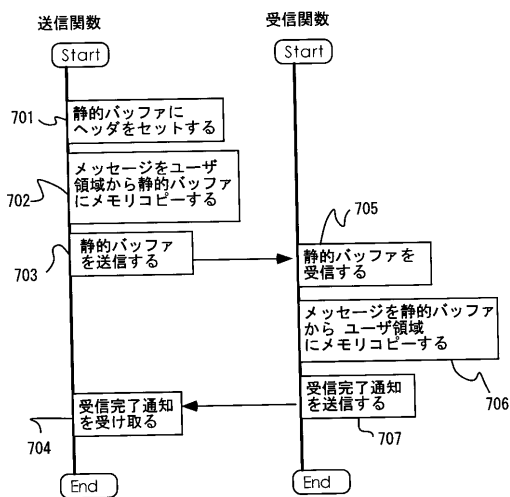 送信関数
受信関数
Start
Start
701
静的バッファに
ヘッダをセットする
702
メッセージをユーザ
領域から静的バッファ
にメモリコピーする
703
静的バッファ
を送信する
705
静的バッファを
受信する
メッセージを静的バッファ
から ユーザ領域
にメモリコピーする
706
受信完了通知
を送信する
707
受信完了通知
を受け取る
704
End
End